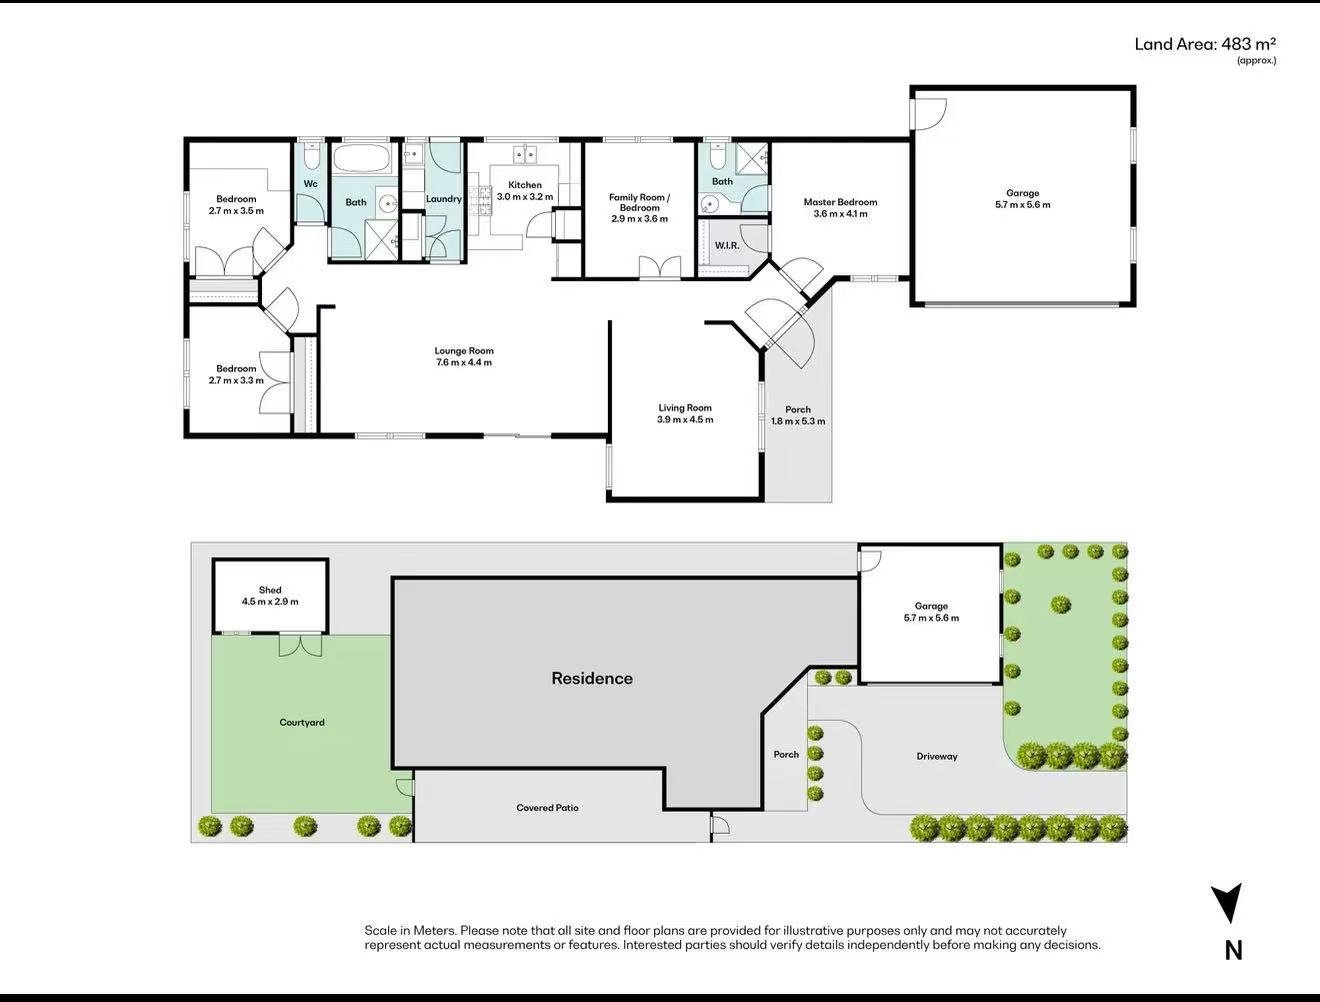 Land Area: 483 m²
(approx.)
Bedroom
2.7 m x 3.5 m
Wc
Bath
Laundry
Kitchen
3.0 m x 3.2 m
Family Room /
Bedroom
2.9 m x 3.6 m
Bath
W.I.R.
Master Bedroom
3.6 m x 4.1 m
Garage
5.7 m x 5.6 m
Bedroom
2.7 m x 3.3 m
Lounge Room
7.6 m x 4.4 m
Living Room
3.9 m x 4.5 m
Porch
1.8 m x 5.3 m
Shed
4.5 m x 2.9 m
Garage
5.7 m x 5.6 m
Residence
Courtyard
Porch
Driveway
Covered Patio
Scale in Meters. Please note that all site and floor plans are provided for illustrative purposes only and may not accurately
represent actual measurements or features. Interested parties should verify details independently before making any decisions.
N